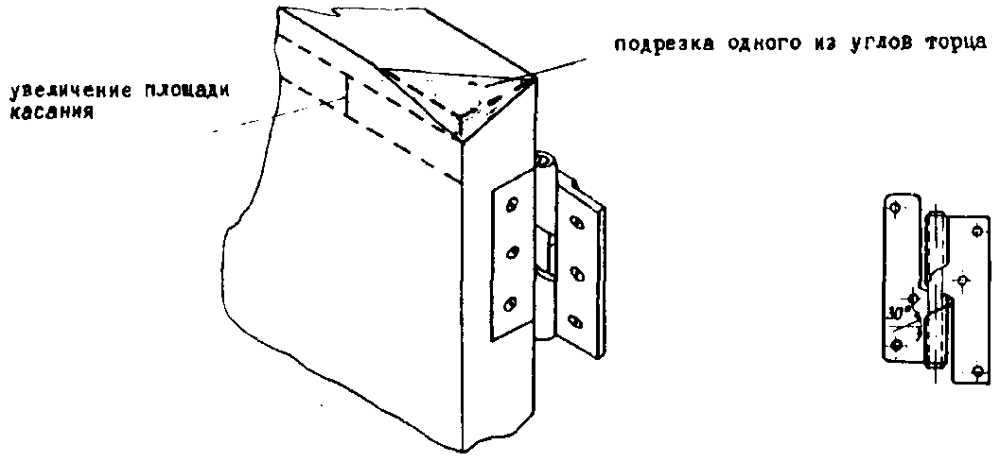 подрезка одного из углов торца
увеличение площади
касания
30°